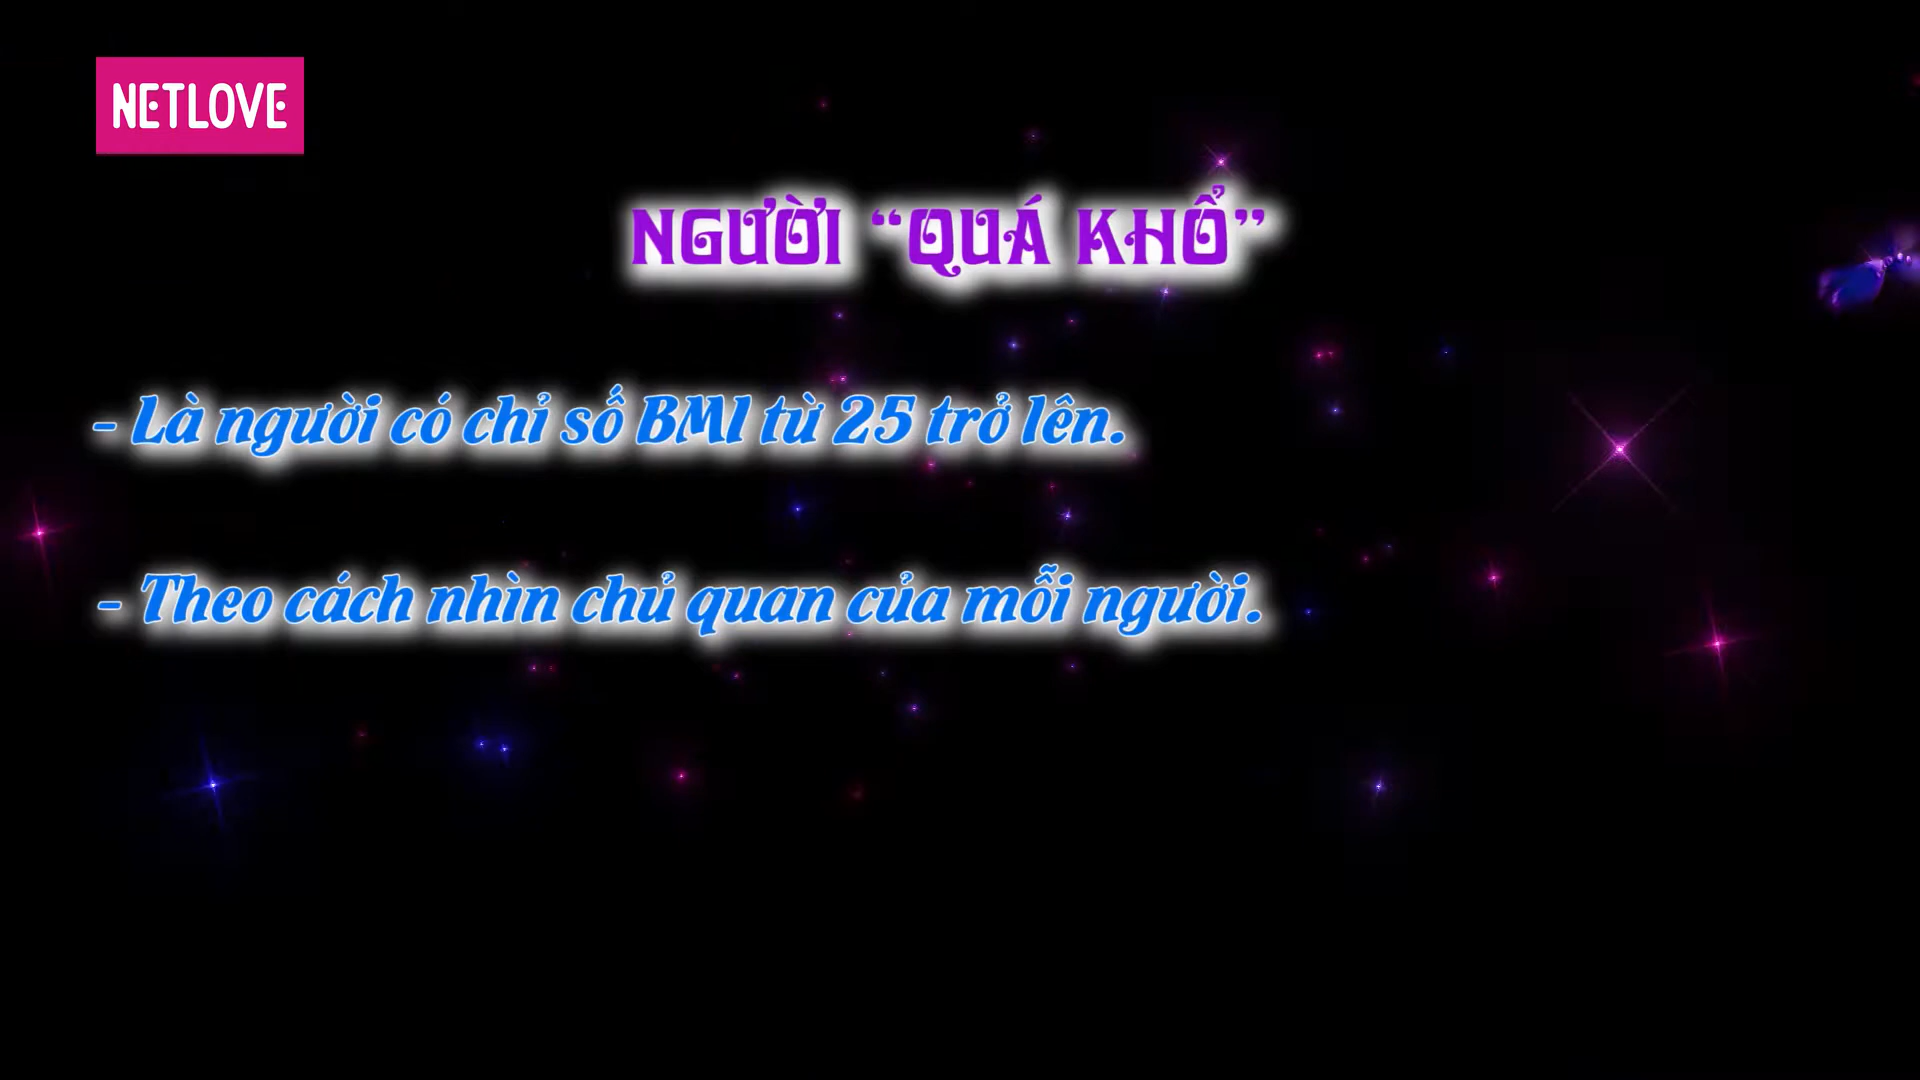 NETLOVE
NGƯỜI “QUÁ KHỔ”
- Là người có chỉ số BMI từ 25 trở lên.
- Theo cách nhìn chủ quan của mỗi người.